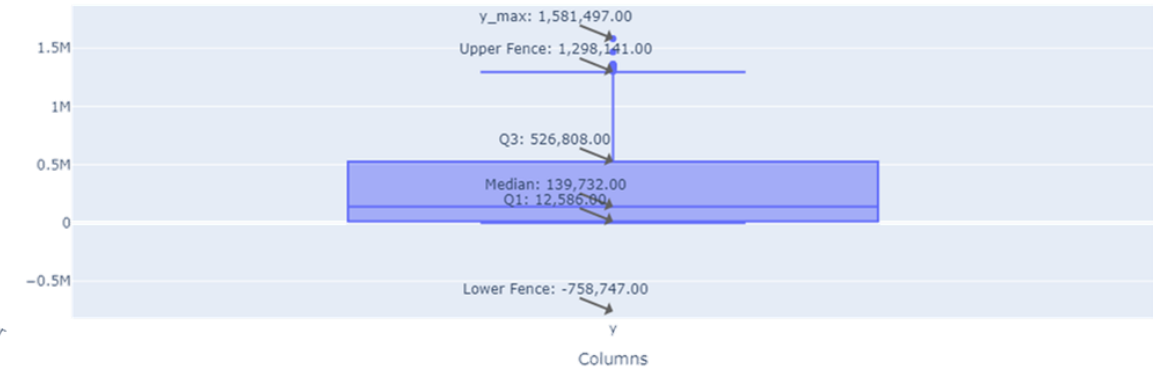 y_max: 1,581,497.00
1.5M
Upper Fence: 1,298,141.00
1M
Q3: 526,808.00
0.5M
Median: 139,732.00
Q1: 12,586.00
0
−0.5M
Lower Fence: -758,747.00
y
Columns